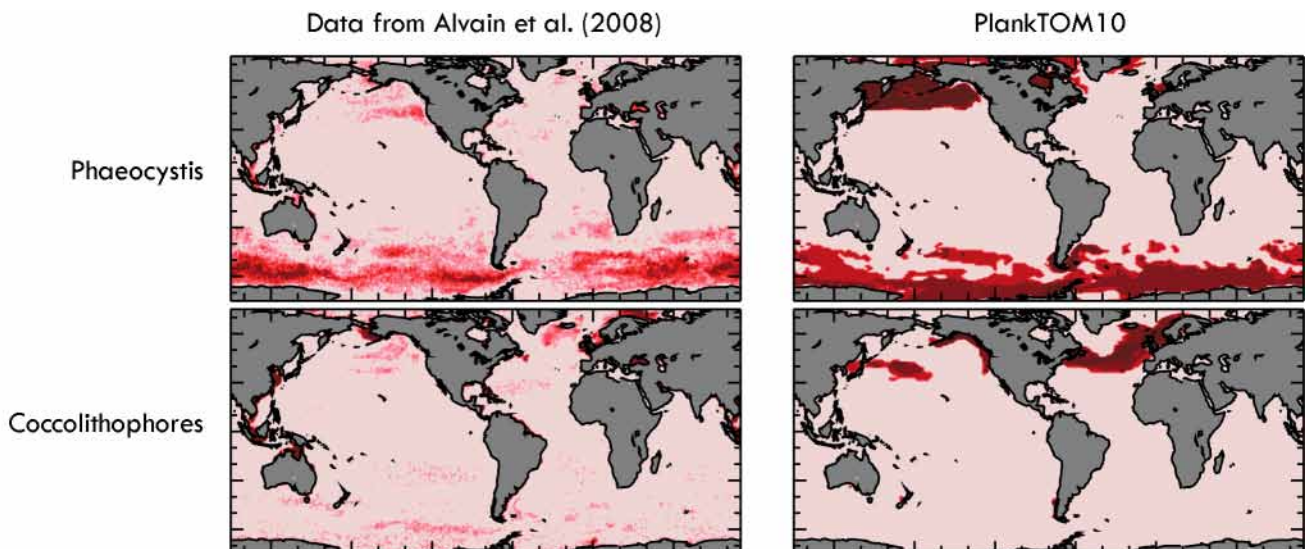 Data from Alvain et al. (2008)
PlankTOM10
Phaeocystis
Coccolithophores